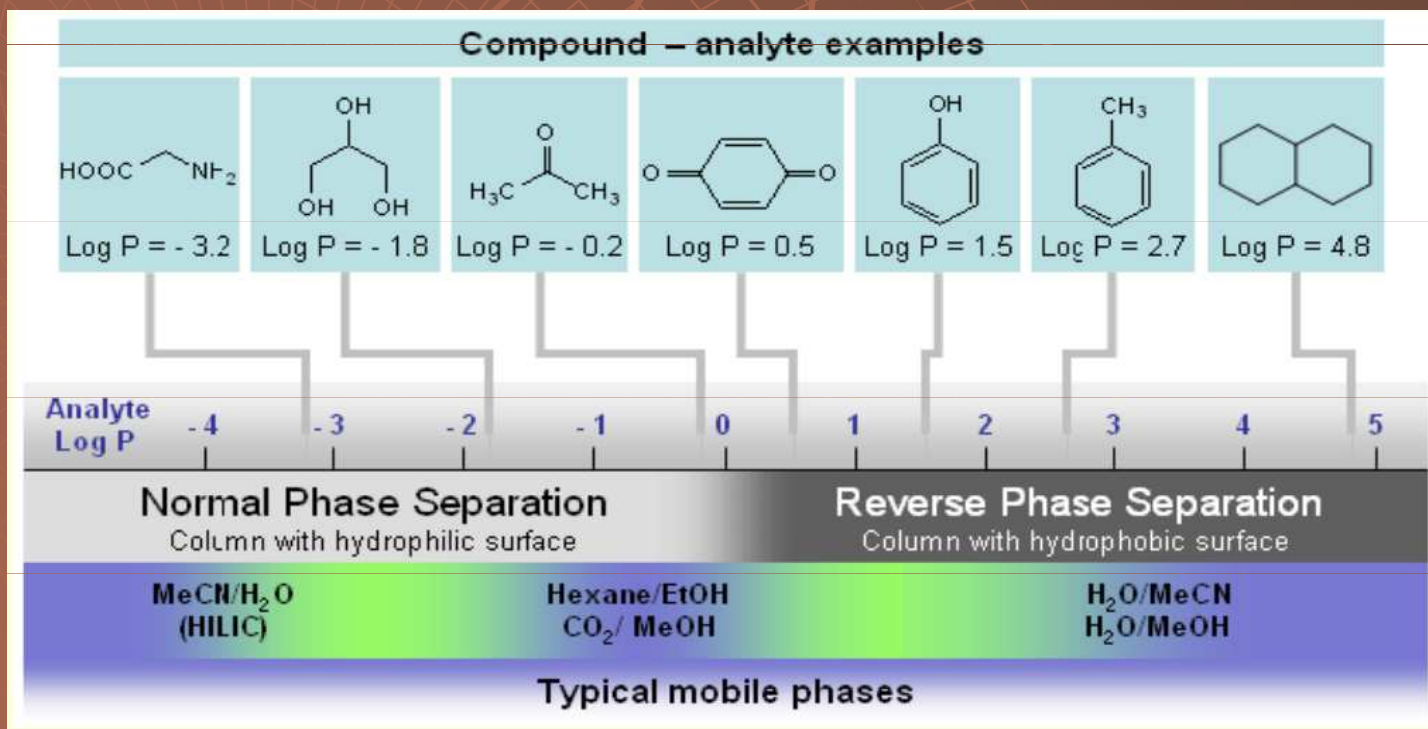 Compound – analyte examples
HOOC NH₂
OH
OH OH
O
H₃C CH₃
O O
OH
CH₃
Log P = - 3.2 Log P = - 1.8 Log P = - 0.2 Log P = 0.5 Log P = 1.5 Log P = 2.7 Log P = 4.8
Analyte
Log P
- 4 - 3 - 2 - 1 0 1 2 3 4 5
Normal Phase Separation
Column with hydrophilic surface
Reverse Phase Separation
Column with hydrophobic surface
MeCN/H₂O
(HILIC)
Hexane/EtOH
CO₂/ MeOH
H₂O/MeCN
H₂O/MeOH
Typical mobile phases